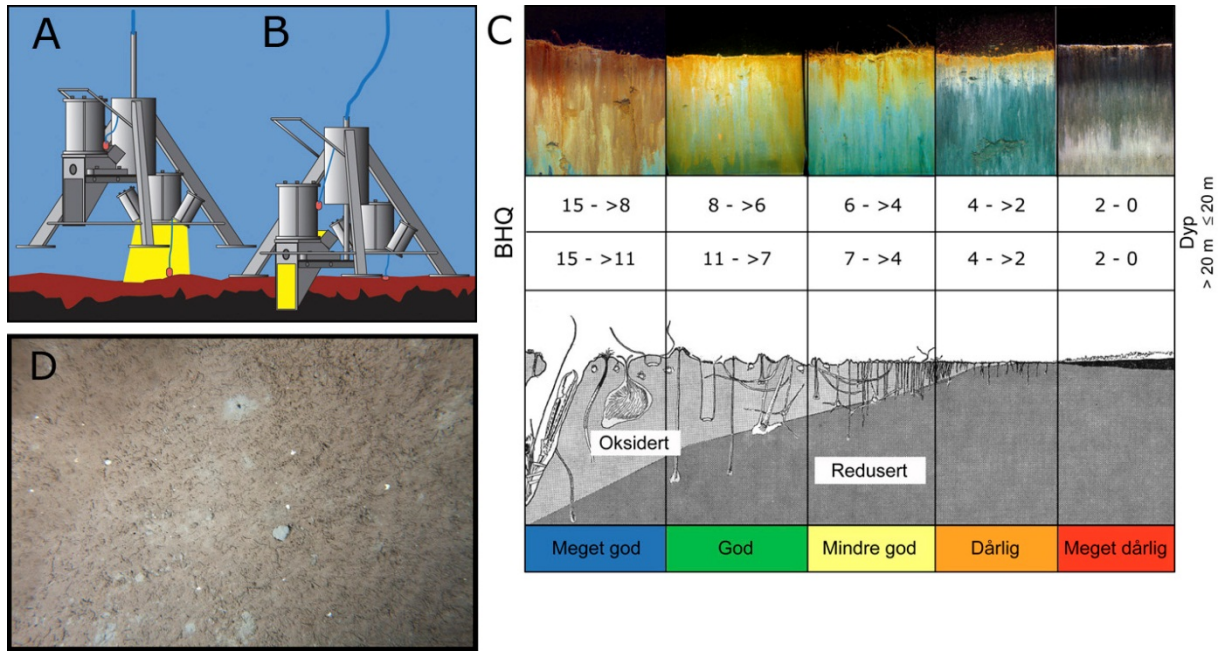 A
B
C
D
BHQ
15 - >8
8 - >6
6 - >4
4 - >2
2 - 0
15 - >11
11 - >7
7 - >4
4 - >2
2 - 0
Dyp
> 20 m ≤ 20 m
Oksidert
Redusert
Meget god
God
Mindre god
Dårlig
Meget dårlig